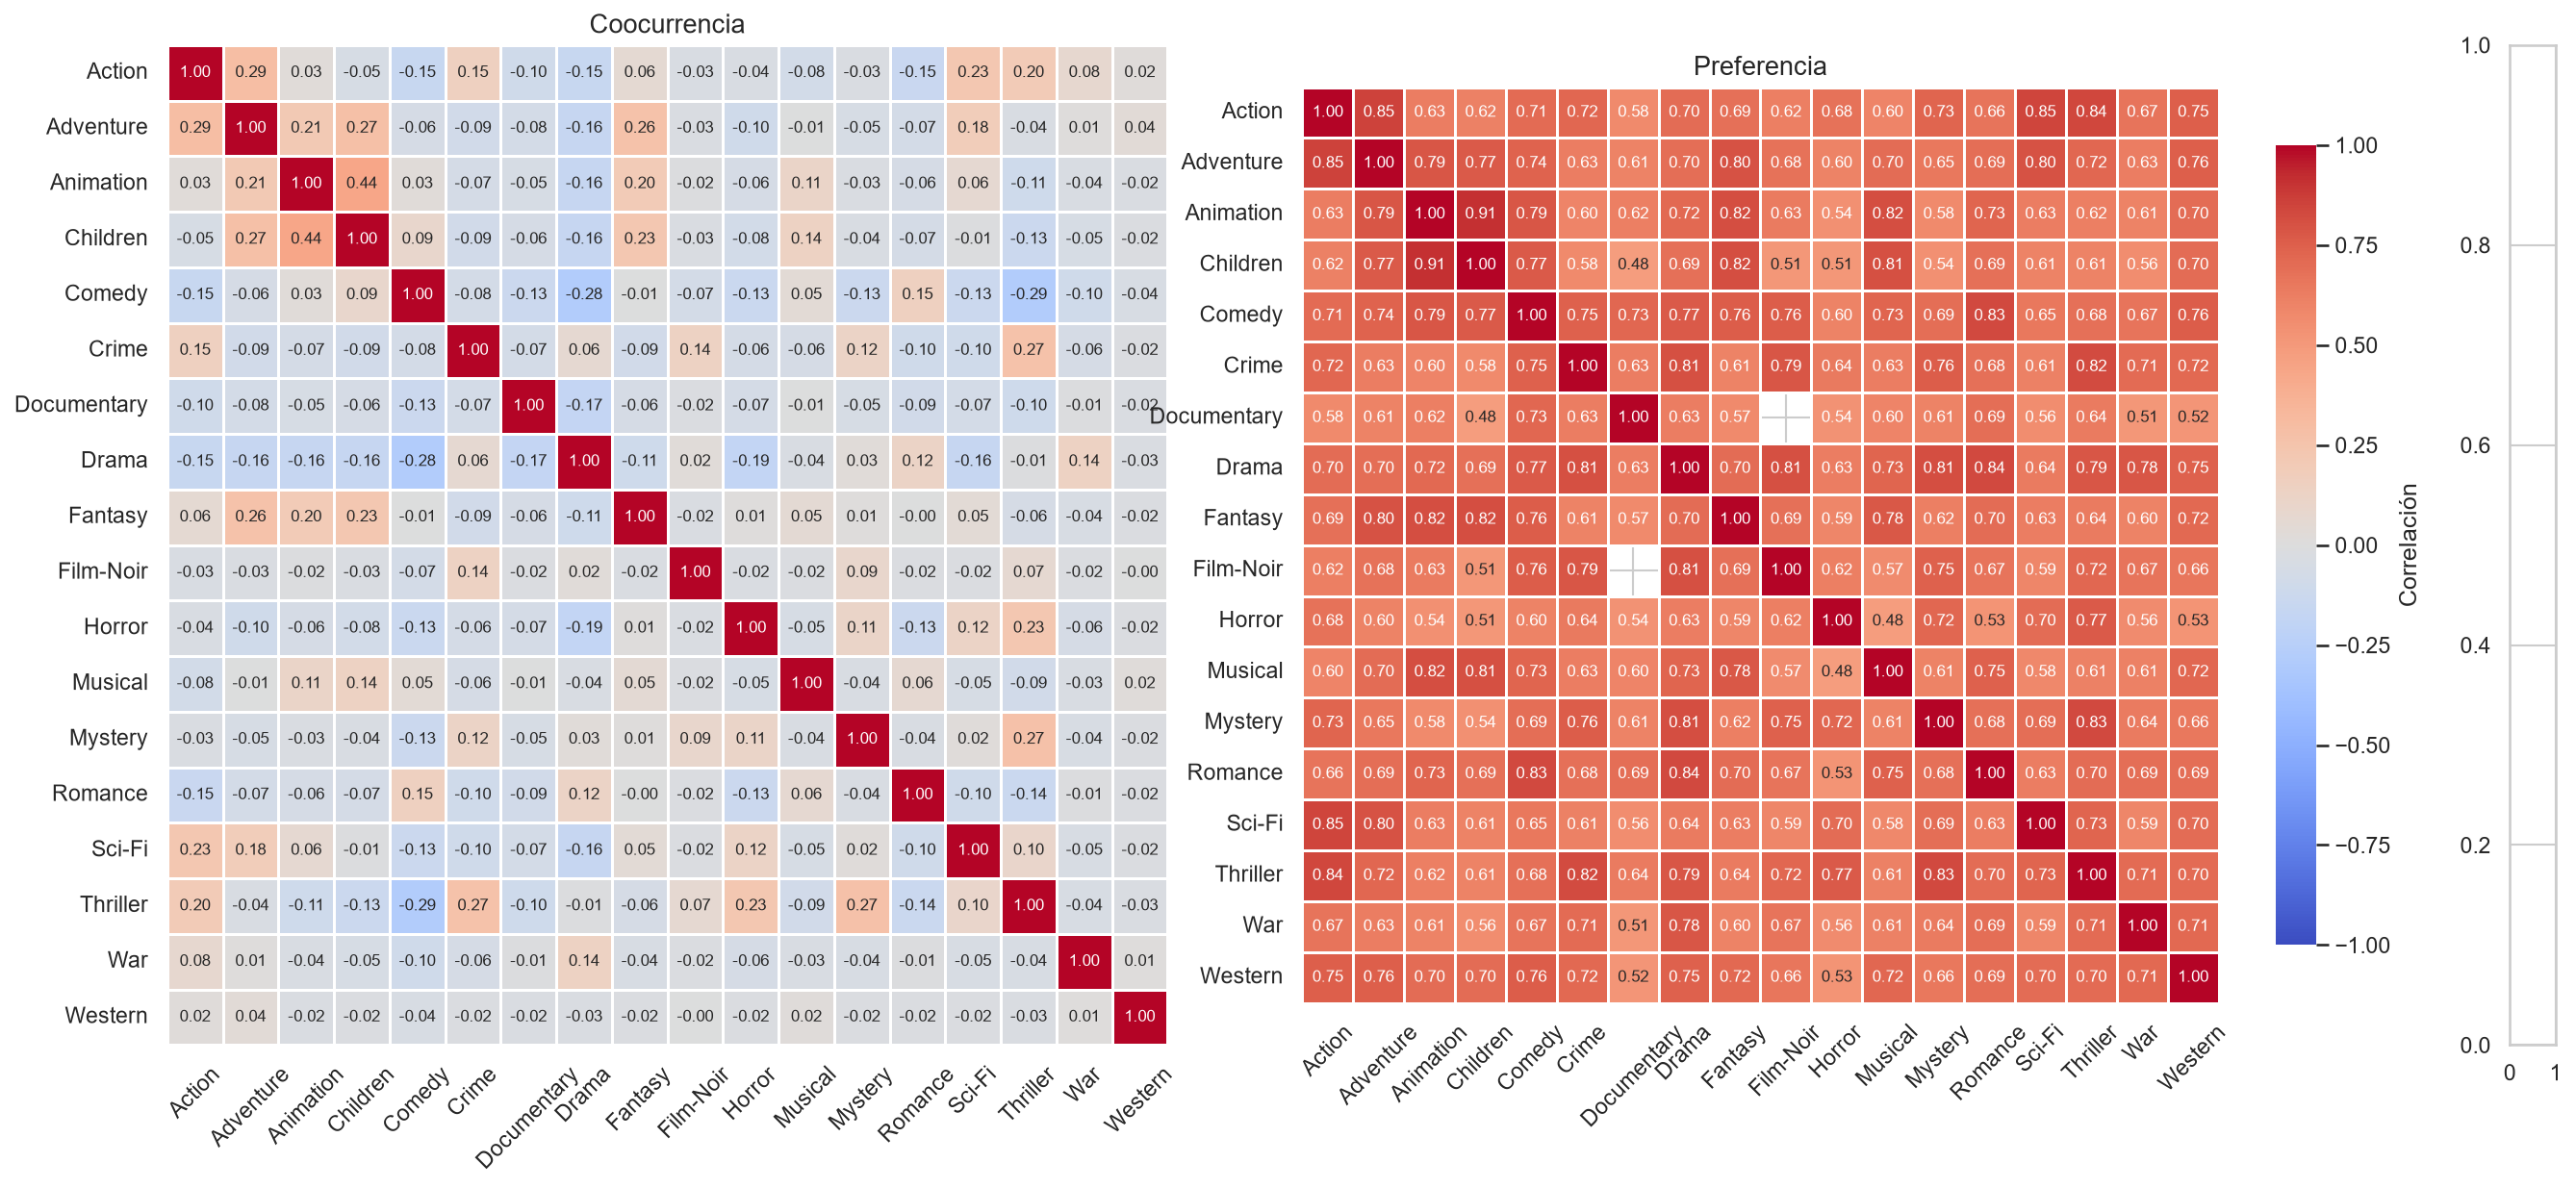 Coocurrencia
Action 1.00 0.29 0.03 -0.05 -0.15 0.15 -0.10 -0.15 0.06 -0.03 -0.04 -0.08 -0.03 -0.15 0.23 0.20 0.08 0.02
Adventure 0.29 1.00 0.21 0.27 -0.06 -0.09 -0.08 -0.16 0.26 -0.03 -0.10 -0.01 -0.05 -0.07 0.18 -0.04 0.01 0.04
Animation 0.03 0.21 1.00 0.44 0.03 -0.07 -0.05 -0.16 0.20 -0.02 -0.06 0.11 -0.03 -0.06 0.06 -0.11 -0.04 -0.02
Children -0.05 0.27 0.44 1.00 0.09 -0.09 -0.06 -0.16 0.23 -0.03 -0.08 0.14 -0.04 -0.07 -0.01 -0.13 -0.05 -0.02
Comedy -0.15 -0.06 0.03 0.09 1.00 -0.08 -0.13 -0.28 -0.01 -0.07 -0.13 0.05 -0.13 0.15 -0.13 -0.29 -0.10 -0.04
Crime 0.15 -0.09 -0.07 -0.09 -0.08 1.00 -0.07 0.06 -0.09 0.14 -0.06 -0.06 0.12 -0.10 -0.10 0.27 -0.06 -0.02
Documentary -0.10 -0.08 -0.05 -0.06 -0.13 -0.07 1.00 -0.17 -0.06 -0.02 -0.07 -0.01 -0.05 -0.09 -0.07 -0.10 -0.01 -0.02
Drama -0.15 -0.16 -0.16 -0.16 -0.28 0.06 -0.17 1.00 -0.11 0.02 -0.19 -0.04 0.03 0.12 -0.16 -0.01 0.14 -0.03
Fantasy 0.06 0.26 0.20 0.23 -0.01 -0.09 -0.06 -0.11 1.00 -0.02 0.01 0.05 0.01 -0.00 0.05 -0.06 -0.04 -0.02
Film-Noir -0.03 -0.03 -0.02 -0.03 -0.07 0.14 -0.02 0.02 -0.02 1.00 -0.02 -0.02 0.09 -0.02 -0.02 0.07 -0.02 -0.00
Horror -0.04 -0.10 -0.06 -0.08 -0.13 -0.06 -0.07 -0.19 0.01 -0.02 1.00 -0.05 0.11 -0.13 0.12 0.23 -0.06 -0.02
Musical -0.08 -0.01 0.11 0.14 0.05 -0.06 -0.01 -0.04 0.05 -0.02 -0.05 1.00 -0.04 0.06 -0.05 -0.09 -0.03 0.02
Mystery -0.03 -0.05 -0.03 -0.04 -0.13 0.12 -0.05 0.03 0.01 0.09 0.11 -0.04 1.00 -0.04 0.02 0.27 -0.04 -0.02
Romance -0.15 -0.07 -0.06 -0.07 0.15 -0.10 -0.09 0.12 -0.00 -0.02 -0.13 0.06 -0.04 1.00 -0.10 -0.14 -0.01 -0.02
Sci-Fi 0.23 0.18 0.06 -0.01 -0.13 -0.10 -0.07 -0.16 0.05 -0.02 0.12 -0.05 0.02 -0.10 1.00 0.10 -0.05 -0.02
Thriller 0.20 -0.04 -0.11 -0.13 -0.29 0.27 -0.10 -0.01 -0.06 0.07 0.23 -0.09 0.27 -0.14 0.10 1.00 -0.04 -0.03
War 0.08 0.01 -0.04 -0.05 -0.10 -0.06 -0.01 0.14 -0.04 -0.02 -0.06 -0.03 -0.04 -0.01 -0.05 -0.04 1.00 0.01
Western 0.02 0.04 -0.02 -0.02 -0.04 -0.02 -0.02 -0.03 -0.02 -0.00 -0.02 0.02 -0.02 -0.02 -0.02 -0.03 0.01 1.00
Action Adventure Animation Children Comedy Crime Documentary Drama Fantasy Film-Noir Horror Musical Mystery Romance Sci-Fi Thriller War Western
Preferencia
Action 1.00 0.85 0.63 0.62 0.71 0.72 0.58 0.70 0.69 0.62 0.68 0.60 0.73 0.66 0.85 0.84 0.67 0.75
Adventure 0.85 1.00 0.79 0.77 0.74 0.63 0.61 0.70 0.80 0.68 0.60 0.70 0.65 0.69 0.80 0.72 0.63 0.76
Animation 0.63 0.79 1.00 0.91 0.79 0.60 0.62 0.72 0.82 0.63 0.54 0.82 0.58 0.73 0.63 0.62 0.61 0.70
Children 0.62 0.77 0.91 1.00 0.77 0.58 0.48 0.69 0.82 0.51 0.51 0.81 0.54 0.69 0.61 0.61 0.56 0.70
Comedy 0.71 0.74 0.79 0.77 1.00 0.75 0.73 0.77 0.76 0.76 0.60 0.73 0.69 0.83 0.65 0.68 0.67 0.76
Crime 0.72 0.63 0.60 0.58 0.75 1.00 0.63 0.81 0.61 0.79 0.64 0.63 0.76 0.68 0.61 0.82 0.71 0.72
Documentary 0.58 0.61 0.62 0.48 0.73 0.63 1.00 0.63 0.57 0.54 0.60 0.61 0.69 0.56 0.64 0.51 0.52
Drama 0.70 0.70 0.72 0.69 0.77 0.81 0.63 1.00 0.70 0.81 0.63 0.73 0.81 0.84 0.64 0.79 0.78 0.75
Fantasy 0.69 0.80 0.82 0.82 0.76 0.61 0.57 0.70 1.00 0.69 0.59 0.78 0.62 0.70 0.63 0.64 0.60 0.72
Film-Noir 0.62 0.68 0.63 0.51 0.76 0.79 0.81 0.69 1.00 0.62 0.57 0.75 0.67 0.59 0.72 0.67 0.66
Horror 0.68 0.60 0.54 0.51 0.60 0.64 0.54 0.63 0.59 0.62 1.00 0.48 0.72 0.53 0.70 0.77 0.56 0.53
Musical 0.60 0.70 0.82 0.81 0.73 0.63 0.60 0.73 0.78 0.57 0.48 1.00 0.61 0.75 0.58 0.61 0.61 0.72
Mystery 0.73 0.65 0.58 0.54 0.69 0.76 0.61 0.81 0.62 0.75 0.72 0.61 1.00 0.68 0.69 0.83 0.64 0.66
Romance 0.66 0.69 0.73 0.69 0.83 0.68 0.69 0.84 0.70 0.67 0.53 0.75 0.68 1.00 0.63 0.70 0.69 0.69
Sci-Fi 0.85 0.80 0.63 0.61 0.65 0.61 0.56 0.64 0.63 0.59 0.70 0.58 0.69 0.63 1.00 0.73 0.59 0.70
Thriller 0.84 0.72 0.62 0.61 0.68 0.82 0.64 0.79 0.64 0.72 0.77 0.61 0.83 0.70 0.73 1.00 0.71 0.70
War 0.67 0.63 0.61 0.56 0.67 0.71 0.51 0.78 0.60 0.67 0.56 0.61 0.64 0.69 0.59 0.71 1.00 0.71
Western 0.75 0.76 0.70 0.70 0.76 0.72 0.52 0.75 0.72 0.66 0.53 0.72 0.66 0.69 0.70 0.70 0.71 1.00
Action Adventure Animation Children Comedy Crime Documentary Drama Fantasy Film-Noir Horror Musical Mystery Romance Sci-Fi Thriller War Western
1.00
0.75
0.50
0.25
0.00
−0.25
−0.50
−0.75
−1.00
Correlación
1.0
0.8
0.6
0.4
0.2
0.0
0 1